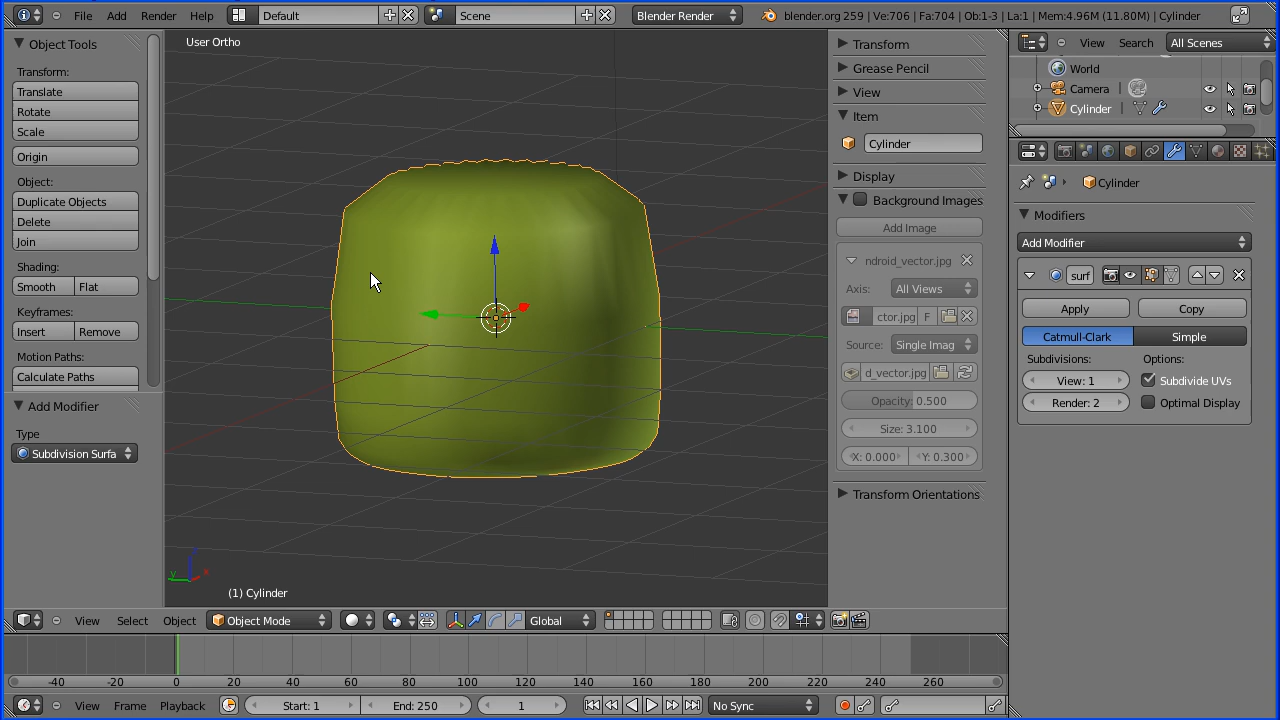 File Add Render Help Default Scene Blender Render blender.org 259 | Ve:706 | Fa:704 | Ob:1-3 | La:1 | Mem:4.96M (11.80M) | Cylinder
Object Tools
Transform:
Translate
Rotate
Scale
Origin
Object:
Duplicate Objects
Delete
Join
Shading:
Smooth Flat
Keyframes:
Insert Remove
Motion Paths:
Calculate Paths
Add Modifier
Type
Subdivision Surfa
User Ortho
y
(1) Cylinder
Transform
Grease Pencil
View
Item
Cylinder
Display
Background Images
Add Image
ndroid_vector.jpg
Axis: All Views
ctor.jpg F
Source: Single Imag
d_vector.jpg
Opacity: 0.500
Size: 3.100
X: 0.000 Y: 0.300
Transform Orientations
View Search All Scenes
World
Camera
Cylinder
Cylinder
Modifiers
Add Modifier
surf
Apply Copy
Catmull-Clark Simple
Subdivisions: Options:
View: 1 Subdivide UVs
Render: 2 Optimal Display
View Select Object Object Mode Global
-40 -20 0 20 40 60 80 100 120 140 160 180 200 220 240 260
View Frame Playback Start: 1 End: 250 1 No Sync